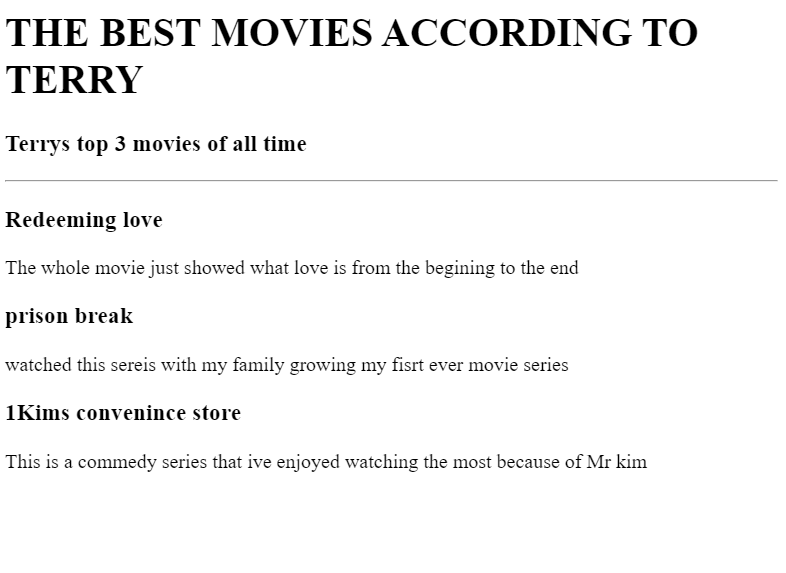 THE BEST MOVIES ACCORDING TO
TERRY
Terrys top 3 movies of all time
Redeeming love
The whole movie just showed what love is from the begining to the end
prison break
watched this sereis with my family growing my fisrt ever movie series
1Kims convenince store
This is a commedy series that ive enjoyed watching the most because of Mr kim